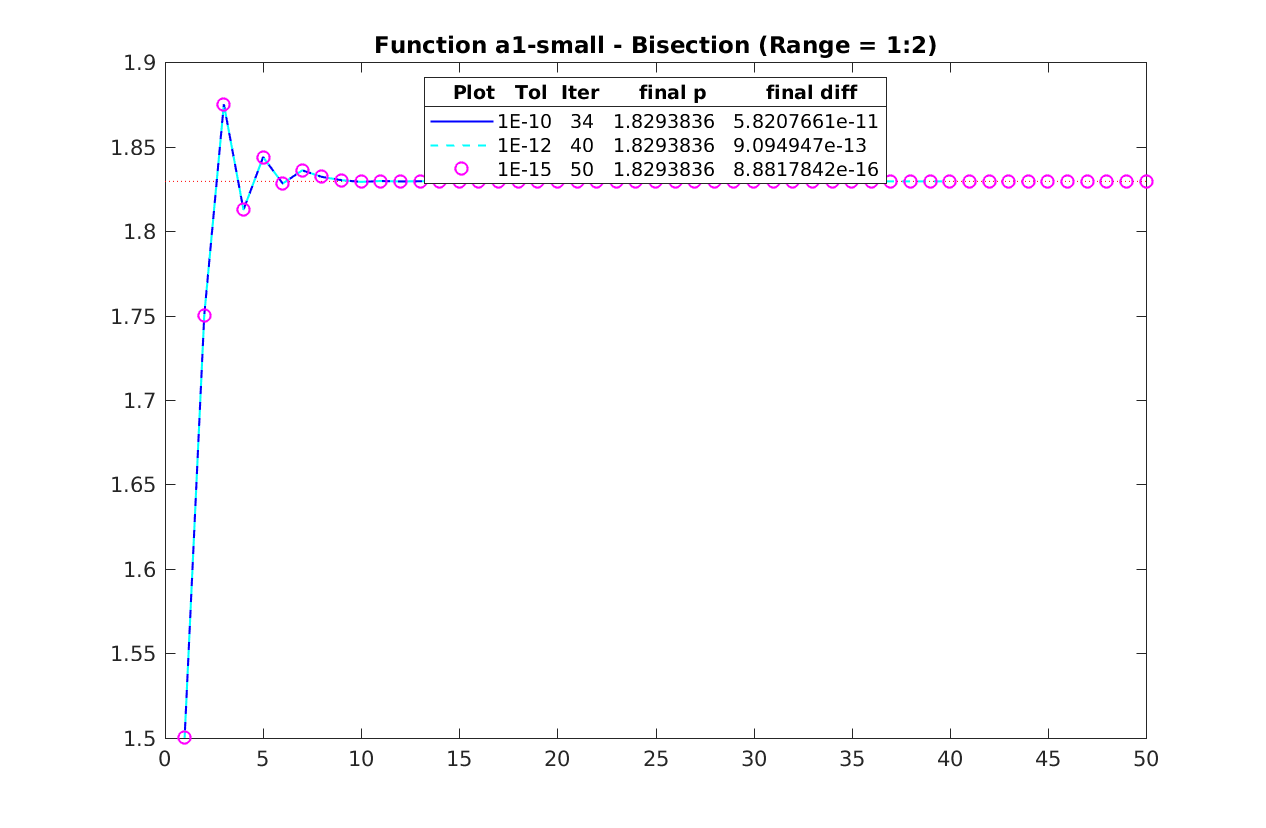 Function a1-small - Bisection (Range = 1:2)
Plot Tol Iter final p final diff
1E-10 34 1.8293836 5.8207661e-11
1E-12 40 1.8293836 9.094947e-13
1E-15 50 1.8293836 8.8817842e-16
1.9
1.85
1.8
1.75
1.7
1.65
1.6
1.55
1.5
0 5 10 15 20 25 30 35 40 45 50